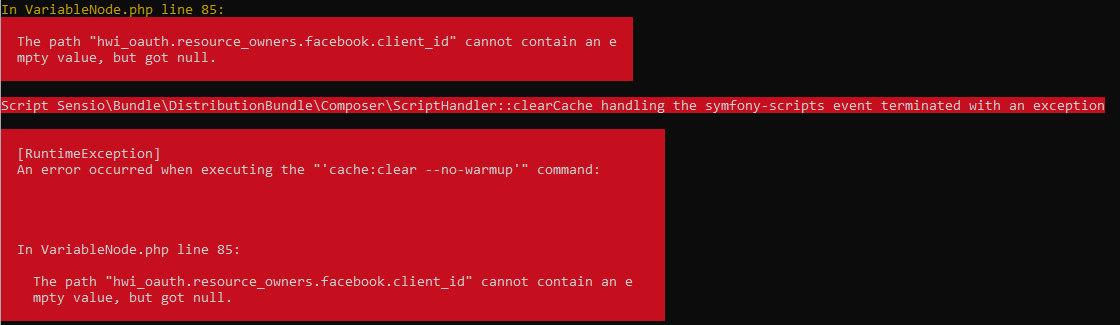 In VariableNode.php line 85:
The path "hwi_oauth.resource_owners.facebook.client_id" cannot contain an e
mpty value, but got null.
Script Sensio\Bundle\DistributionBundle\Composer\ScriptHandler::clearCache handling the symfony-scripts event terminated with an exception
[RuntimeException]
An error occurred when executing the "'cache:clear --no-warmup'" command:
In VariableNode.php line 85:
The path "hwi_oauth.resource_owners.facebook.client_id" cannot contain an e
mpty value, but got null.